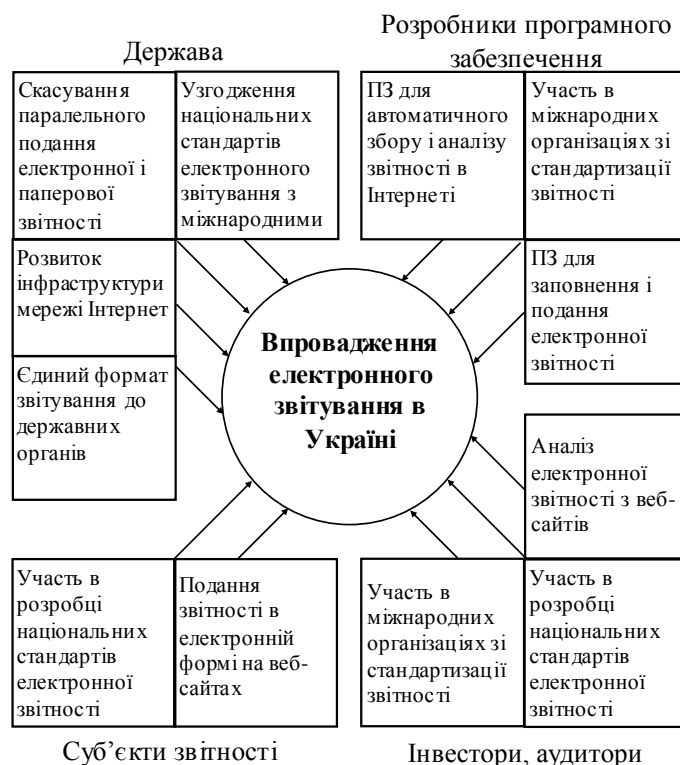 Держава
Розробники програмного
забезпечення
Скасування
паралельного
подання
електронної і
паперової
звітності
Узгодження
національних
стандартів
електронного
звітування з
міжнародними
ПЗ для
автоматичного
збору і аналізу
звітності в
Інтернеті
Участь в
міжнародних
організаціях зі
стандартизації
звітності
Розвиток
інфраструктури
мережі Інтернет
ПЗ для
заповнення і
подання
електронної
звітності
Впровадження
електронного
звітування в
Україні
Єдиний формат
звітування до
державних
органів
Аналіз
електронної
звітності з веб-
сайтів
Участь в
розробці
національних
стандартів
електронної
звітності
Подання
звітності в
електронній
формі на веб-
сайтах
Участь в
міжнародних
організаціях зі
стандартизації
звітності
Участь в
розробці
національних
стандартів
електронної
звітності
Суб’єкти звітності
Інвестори, аудитори